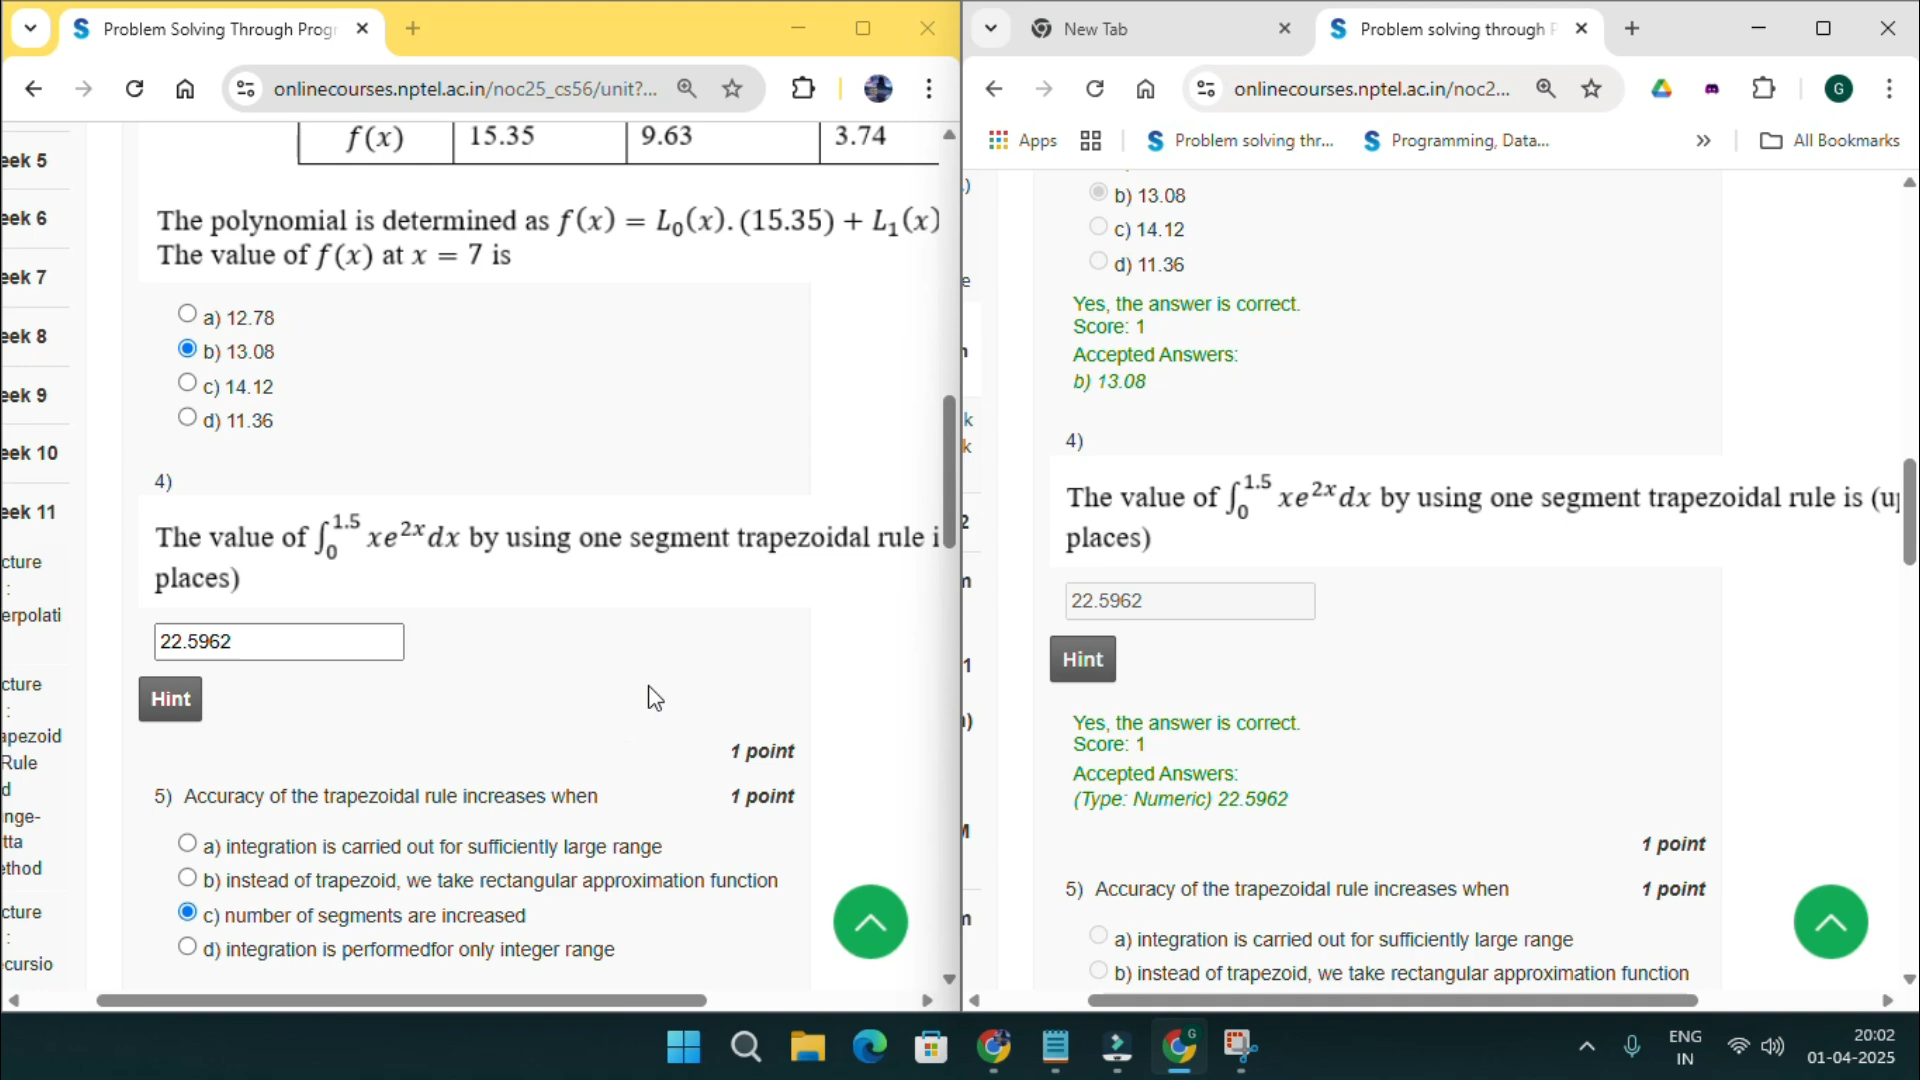 Problem Solving Through Progr
onlinecourses.nptel.ac.in/noc25_cs56/unit?...
eek 5
eek 6
eek 7
eek 8
eek 9
eek 10
eek 11
cture
:
erpolati
cture
:
apezoid
Rule
d
nge-
tta
ethod
cture
:
cursio
f(x) 15.35 9.63 3.74
The polynomial is determined as f(x) = L₀(x).(15.35) + L₁(x)
The value of f(x) at x = 7 is
a) 12.78
b) 13.08
c) 14.12
d) 11.36
4)
The value of ∫₀^1.5 xe^2x dx by using one segment trapezoidal rule i
places)
22.5962
Hint
1 point
5) Accuracy of the trapezoidal rule increases when 1 point
a) integration is carried out for sufficiently large range
b) instead of trapezoid, we take rectangular approximation function
c) number of segments are increased
d) integration is performedfor only integer range
New Tab
Problem solving through P
onlinecourses.nptel.ac.in/noc2...
G
Apps
Problem solving thr...
Programming, Data...
All Bookmarks
)
e
k
k
2
1
)
b) 13.08
c) 14.12
d) 11.36
Yes, the answer is correct.
Score: 1
Accepted Answers:
b) 13.08
4)
The value of ∫₀^1.5 xe^2x dx by using one segment trapezoidal rule is (up
places)
22.5962
Hint
Yes, the answer is correct.
Score: 1
Accepted Answers:
(Type: Numeric) 22.5962
1 point
5) Accuracy of the trapezoidal rule increases when 1 point
a) integration is carried out for sufficiently large range
b) instead of trapezoid, we take rectangular approximation function
G
ENG
IN
20:02
01-04-2025